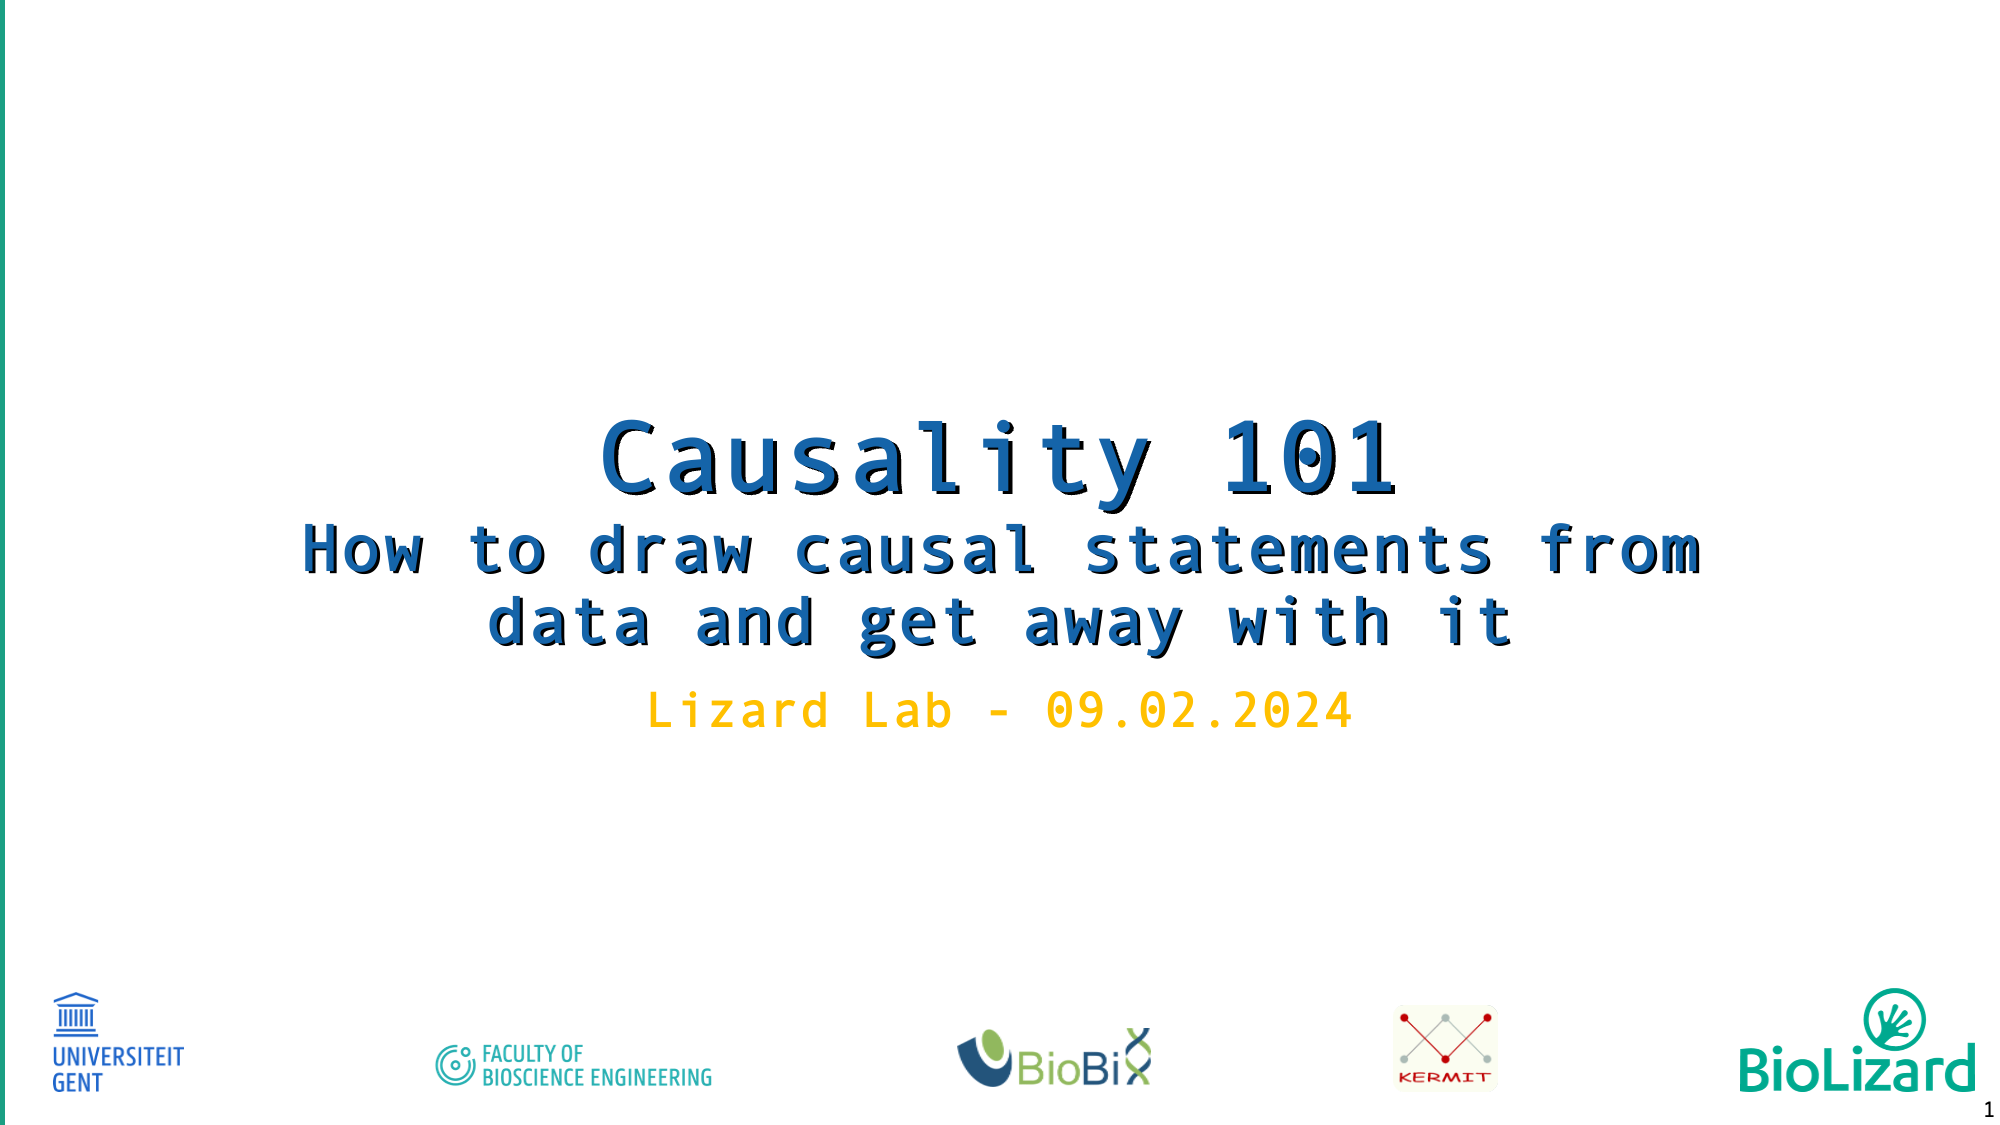 Causality 101
How to draw causal statements from
data and get away with it
Lizard Lab - 09.02.2024
UNIVERSITEIT
GENT
FACULTY OF
BIOSCIENCE ENGINEERING
BioBiX
KERMIT
BioLizard
1